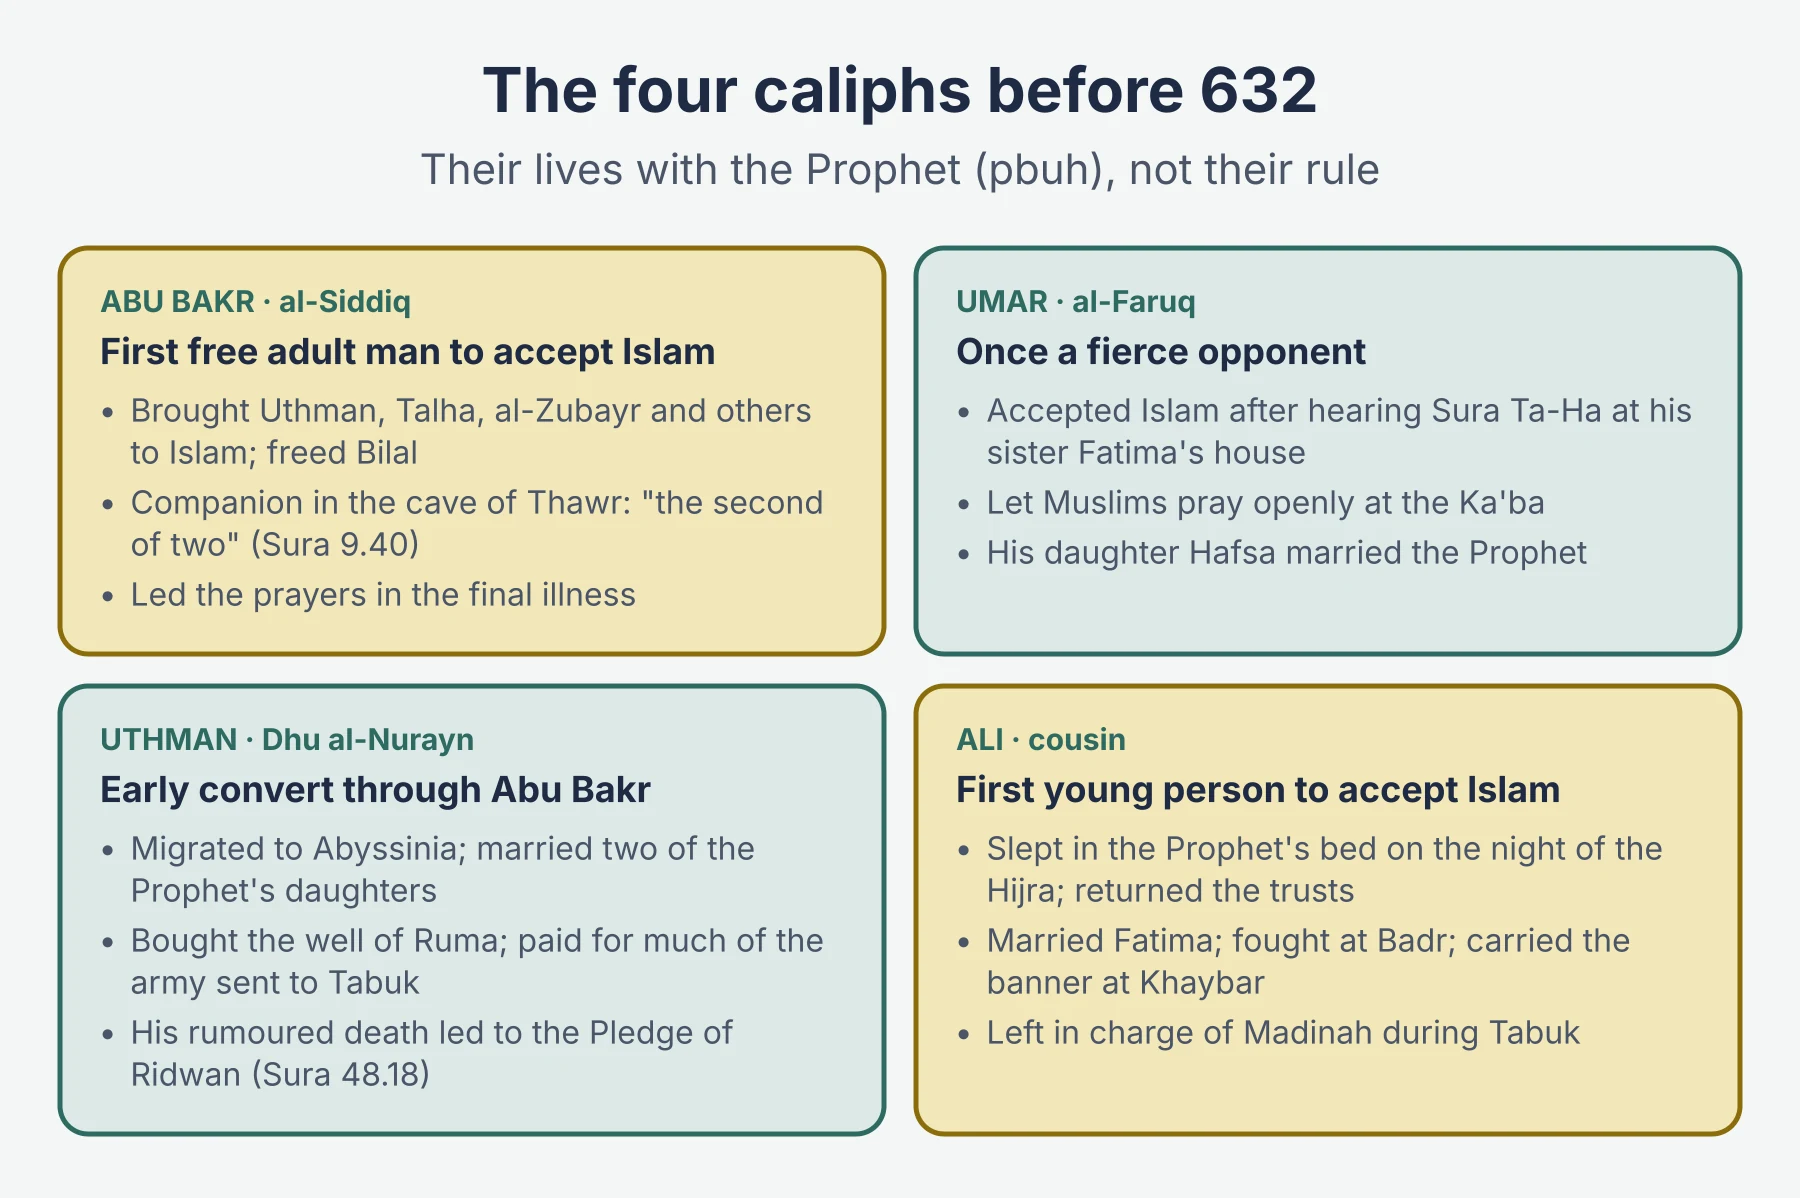 The four caliphs before 632
Their lives with the Prophet (pbuh), not their rule
ABU BAKR · al-Siddiq
First free adult man to accept Islam
• Brought Uthman, Talha, al-Zubayr and others
to Islam; freed Bilal
• Companion in the cave of Thawr: "the second
of two" (Sura 9.40)
• Led the prayers in the final illness
UMAR · al-Faruq
Once a fierce opponent
• Accepted Islam after hearing Sura Ta-Ha at his
sister Fatima's house
• Let Muslims pray openly at the Ka'ba
• His daughter Hafsa married the Prophet
UTHMAN · Dhu al-Nurayn
Early convert through Abu Bakr
• Migrated to Abyssinia; married two of the
Prophet's daughters
• Bought the well of Ruma; paid for much of the
army sent to Tabuk
• His rumoured death led to the Pledge of
Ridwan (Sura 48.18)
ALI · cousin
First young person to accept Islam
• Slept in the Prophet's bed on the night of the
Hijra; returned the trusts
• Married Fatima; fought at Badr; carried the
banner at Khaybar
• Left in charge of Madinah during Tabuk